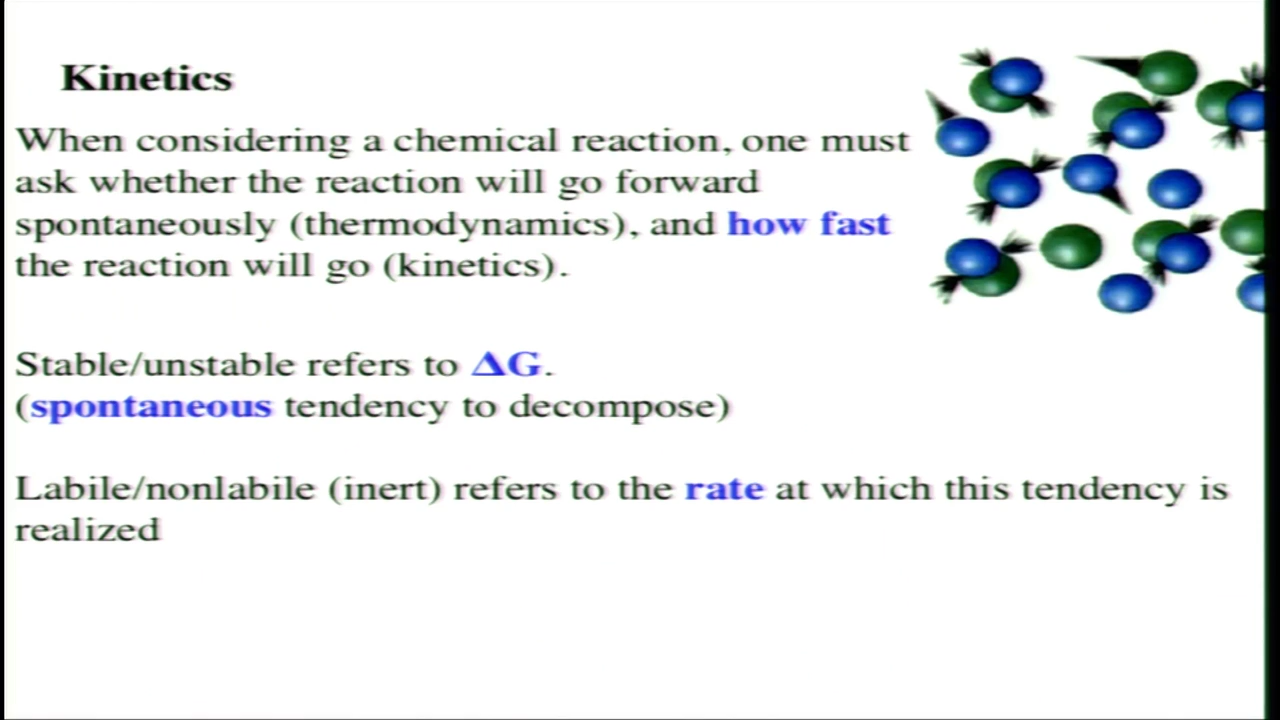 Kinetics
When considering a chemical reaction, one must
ask whether the reaction will go forward
spontaneously (thermodynamics), and how fast
the reaction will go (kinetics).
Stable/unstable refers to ΔG.
(spontaneous tendency to decompose)
Labile/nonlabile (inert) refers to the rate at which this tendency is
realized